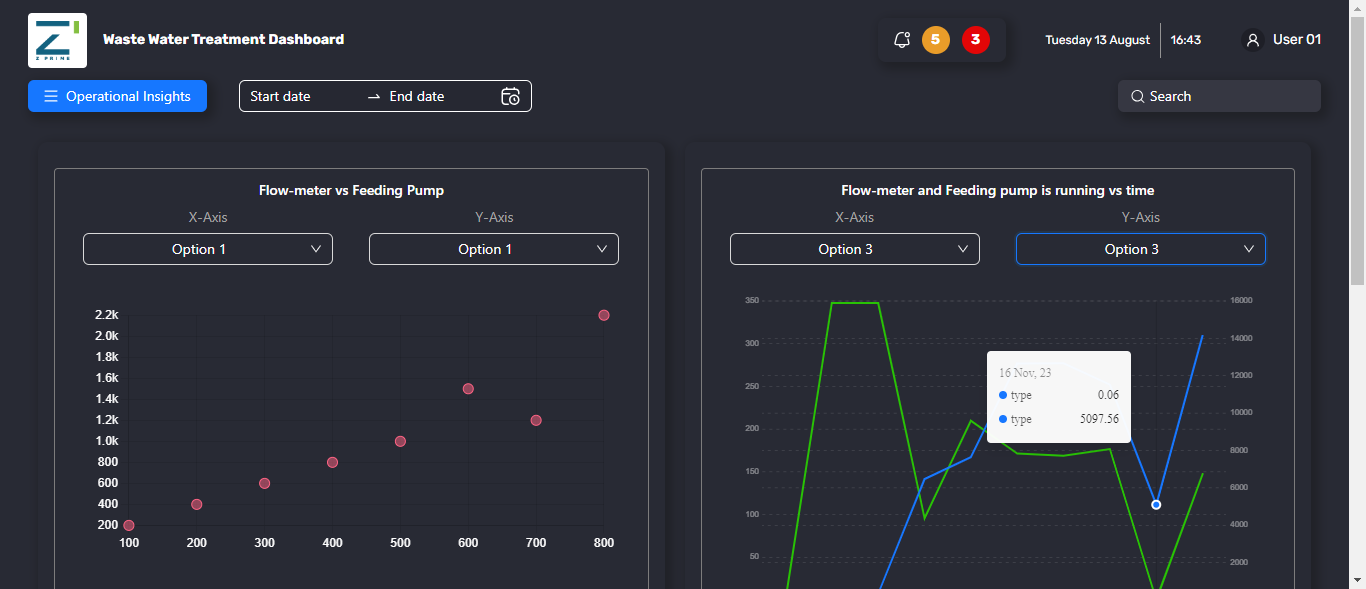 Z PRIME
Waste Water Treatment Dashboard
5
3
Tuesday 13 August
16:43
User 01
Operational Insights
Start date
End date
Search
Flow-meter vs Feeding Pump
X-Axis
Y-Axis
Option 1
Option 1
2.2k
2.0k
1.8k
1.6k
1.4k
1.2k
1.0k
800
600
400
200
100 200 300 400 500 600 700 800
Flow-meter and Feeding pump is running vs time
X-Axis
Y-Axis
Option 3
Option 3
350
300
250
200
150
100
50
16 Nov, 23
type 0.06
type 5097.56
16000
14000
12000
10000
8000
6000
4000
2000